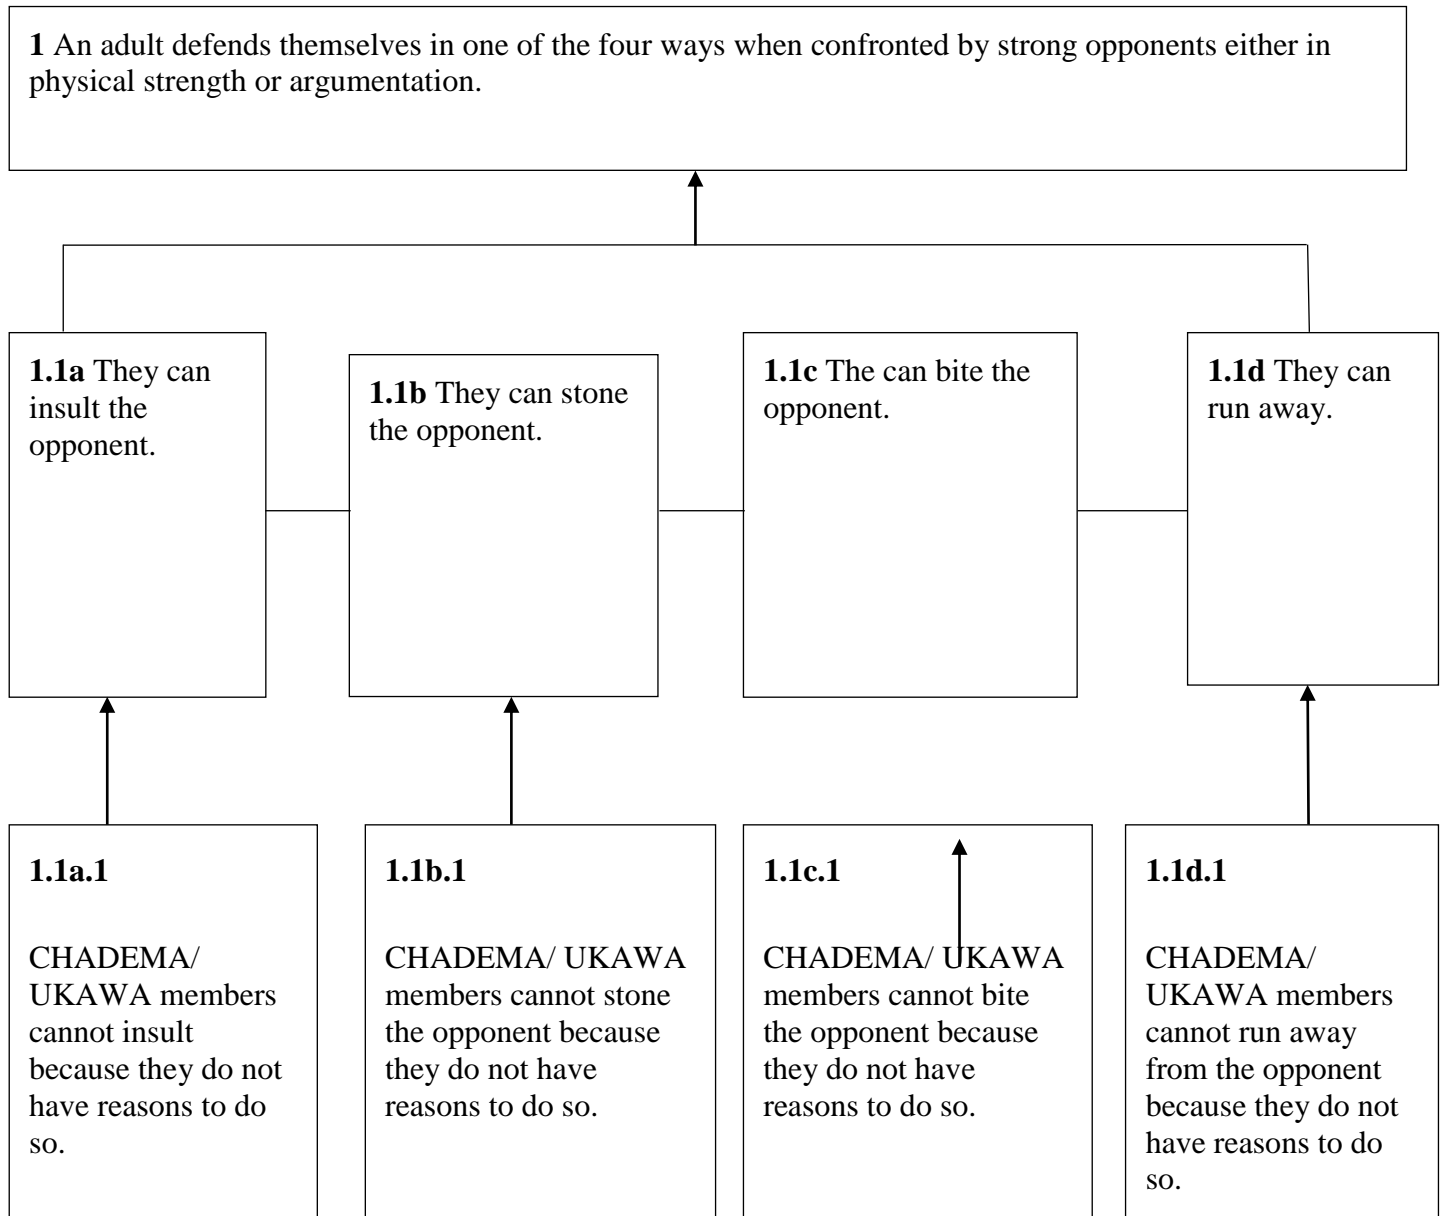 1 An adult defends themselves in one of the four ways when confronted by strong opponents either in
physical strength or argumentation.
1.1a They can
insult the
opponent.
1.1b They can stone
the opponent.
1.1c The can bite the
opponent.
1.1d They can
run away.
1.1a.1
CHADEMA/
UKAWA members
cannot insult
because they do not
have reasons to do
so.
1.1b.1
CHADEMA/ UKAWA
members cannot stone
the opponent because
they do not have
reasons to do so.
1.1c.1
CHADEMA/ UKAWA
members cannot bite
the opponent because
they do not have
reasons to do so.
1.1d.1
CHADEMA/
UKAWA members
cannot run away
from the opponent
because they do not
have reasons to do
so.